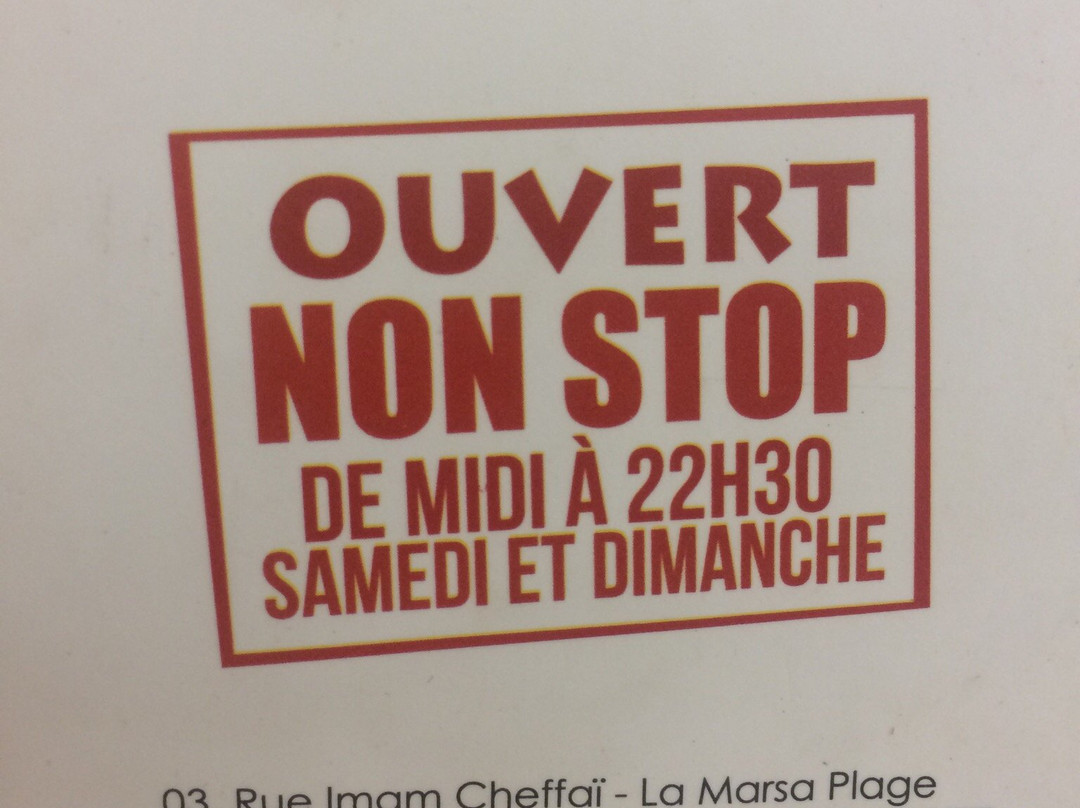 OUVERT
NON STOP
DE MIDI À 22H30
SAMEDI ET DIMANCHE
03, Rue Imam Cheffaï - La Marsa Plage